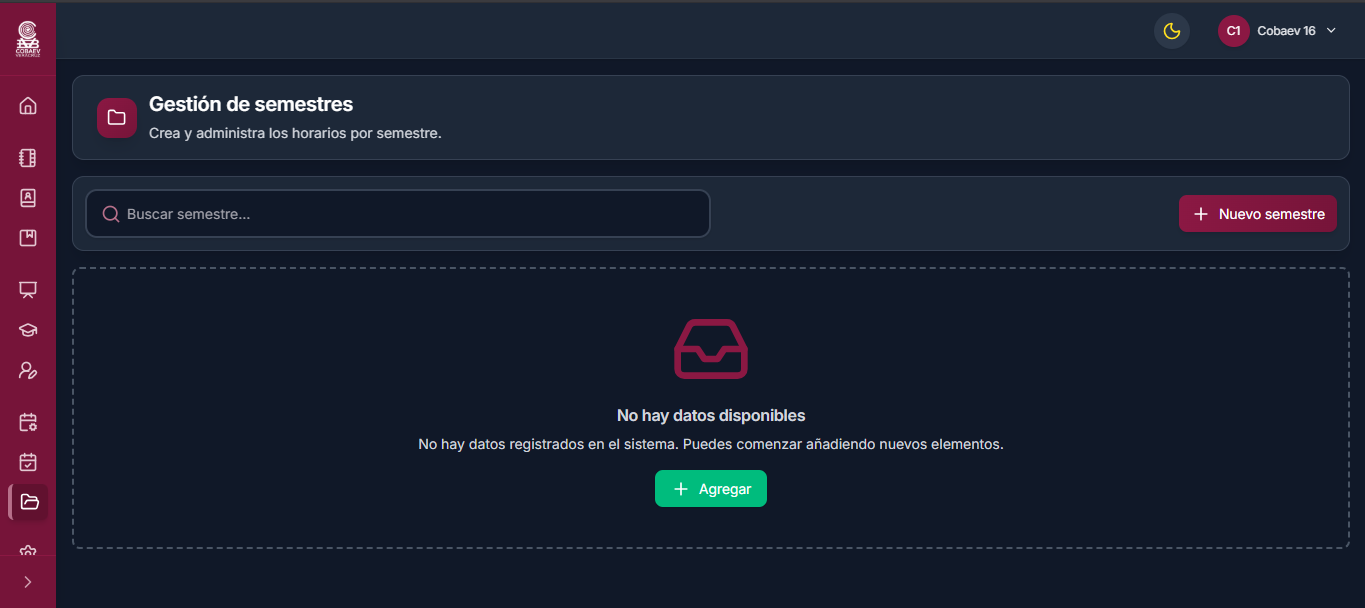 COBAEV
VERACRUZ
C1
Cobaev 16
Gestión de semestres
Crea y administra los horarios por semestre.
Buscar semestre...
Nuevo semestre
No hay datos disponibles
No hay datos registrados en el sistema. Puedes comenzar añadiendo nuevos elementos.
Agregar